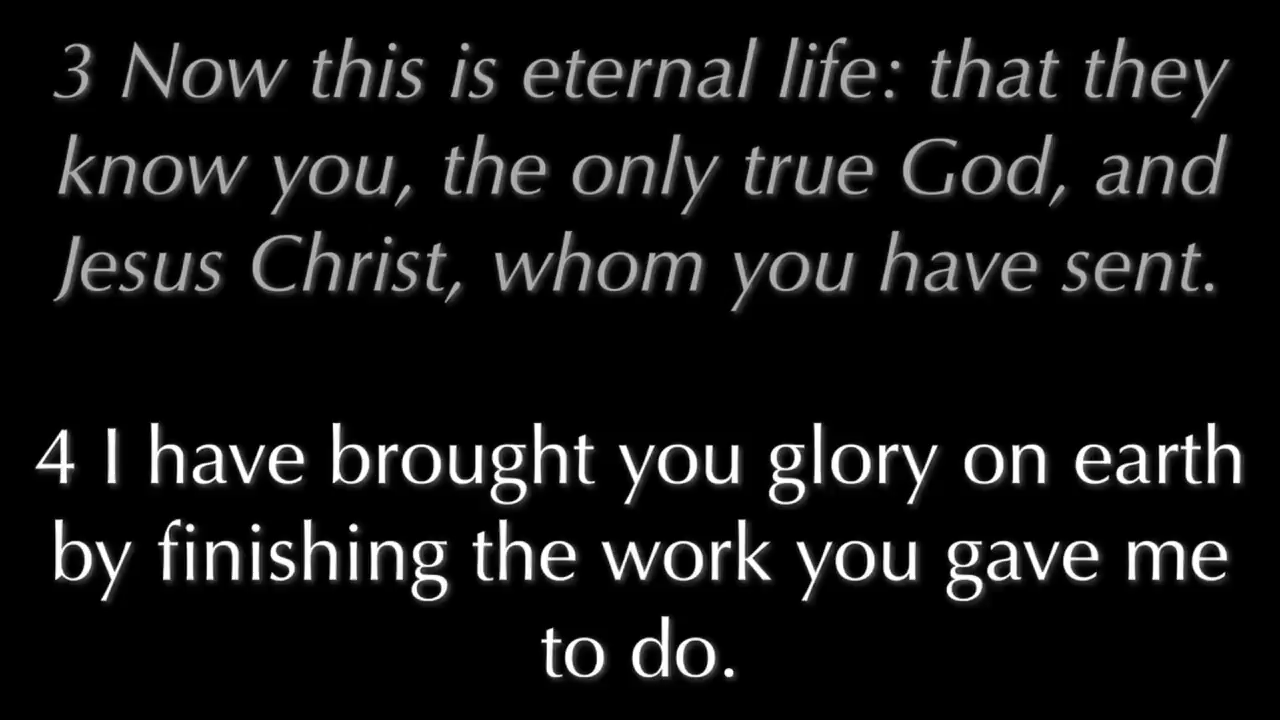 3 Now this is eternal life: that they
know you, the only true God, and
Jesus Christ, whom you have sent.
4 I have brought you glory on earth
by finishing the work you gave me
to do.